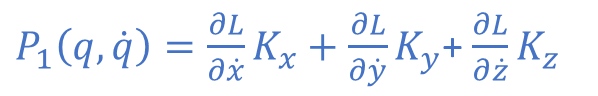 P₁(q, q̇) = ∂L/∂ẋ Kₓ + ∂L/∂ẏ K_y + ∂L/∂ż K_z